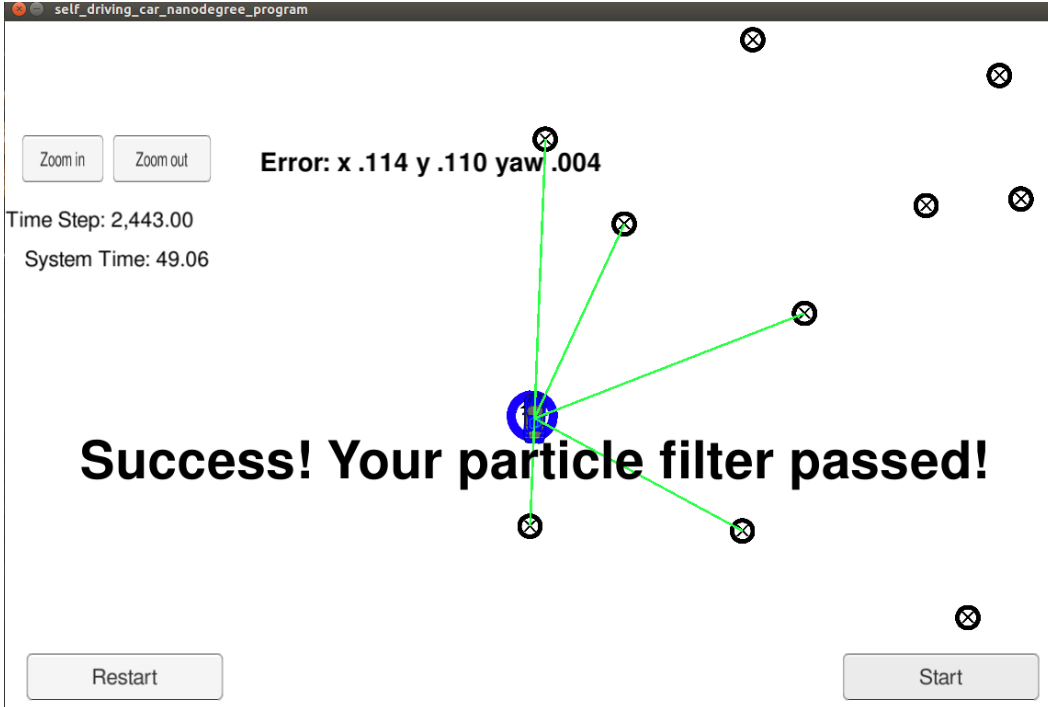 self_driving_car_nanodegree_program
Zoom in
Zoom out
Error: x .114 y .110 yaw .004
Time Step: 2,443.00
System Time: 49.06
Success! Your particle filter passed!
Restart
Start